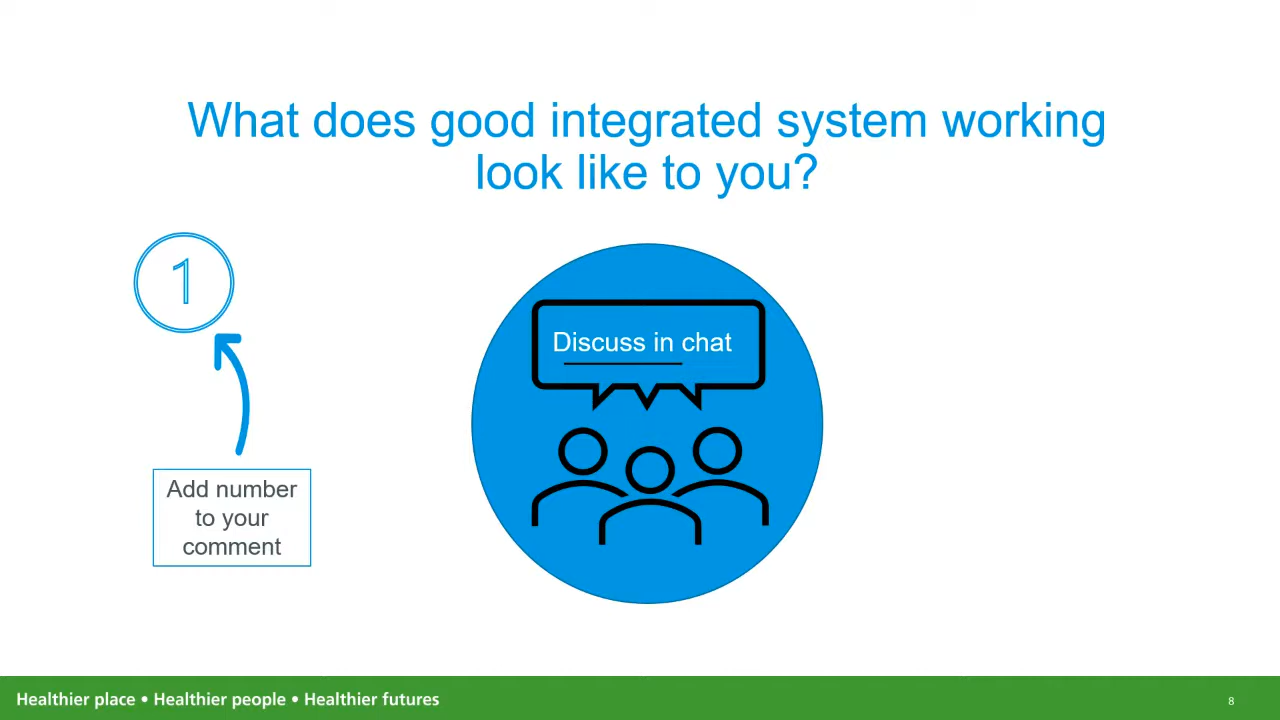 What does good integrated system working
look like to you?
1
Discuss in chat
Add number
to your
comment
Healthier place • Healthier people • Healthier futures
8